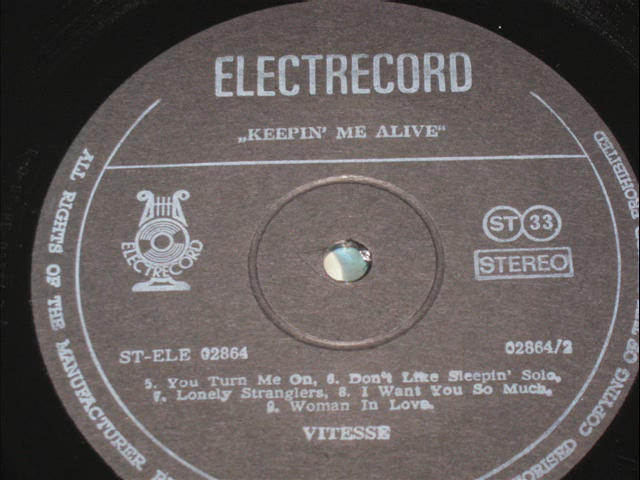 ELECTRECORD
„KEEPIN' ME ALIVE“
ELECTRECORD
ST 33
STEREO
ST-ELE 02864
02864/2
5. You Turn Me On, 6. Don't Like Sleepin' Solo,
7. Lonely Stranglers, 8. I Want You So Much,
9. Woman In Love.
VITESSE
ALL RIGHTS OF THE MANUFACTURER
COPYING OF
PROHIBITED